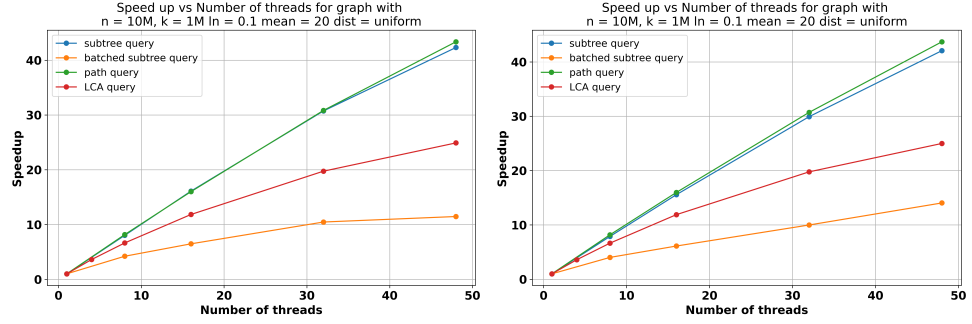 Speed up vs Number of threads for graph with
n = 10M, k = 1M ln = 0.1 mean = 20 dist = uniform
subtree query
batched subtree query
path query
LCA query
Speedup
40
30
20
10
0
0 10 20 30 40 50
Number of threads
Speed up vs Number of threads for graph with
n = 10M, k = 1M ln = 0.1 mean = 20 dist = uniform
subtree query
batched subtree query
path query
LCA query
Speedup
40
30
20
10
0
0 10 20 30 40 50
Number of threads